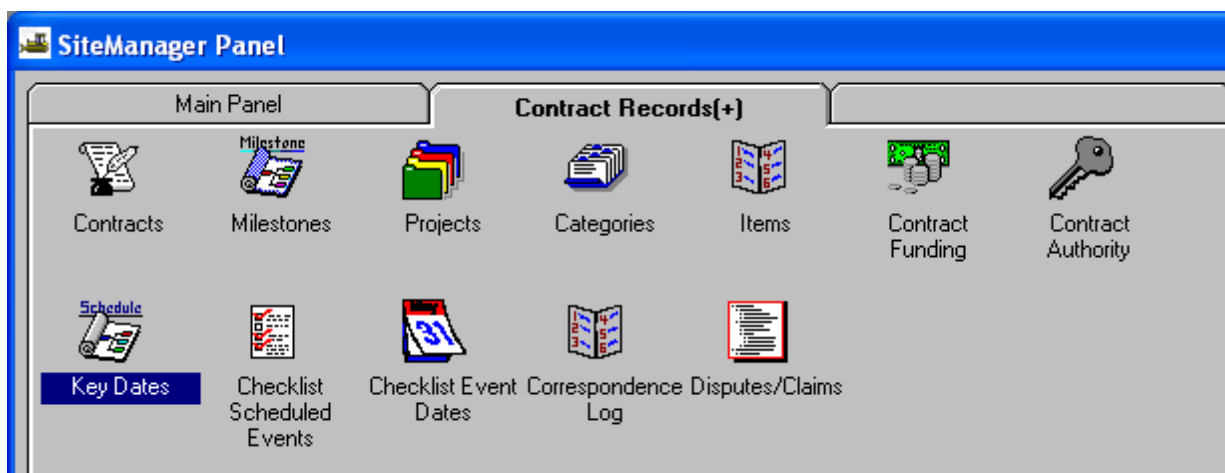 SiteManager Panel
Main Panel
Contract Records(+)
Milestone
Contracts
Milestones
Projects
Categories
Items
Contract
Funding
Contract
Authority
Schedule
31
Key Dates
Checklist
Scheduled
Events
Checklist Event
Dates
Correspondence
Log
Disputes/Claims